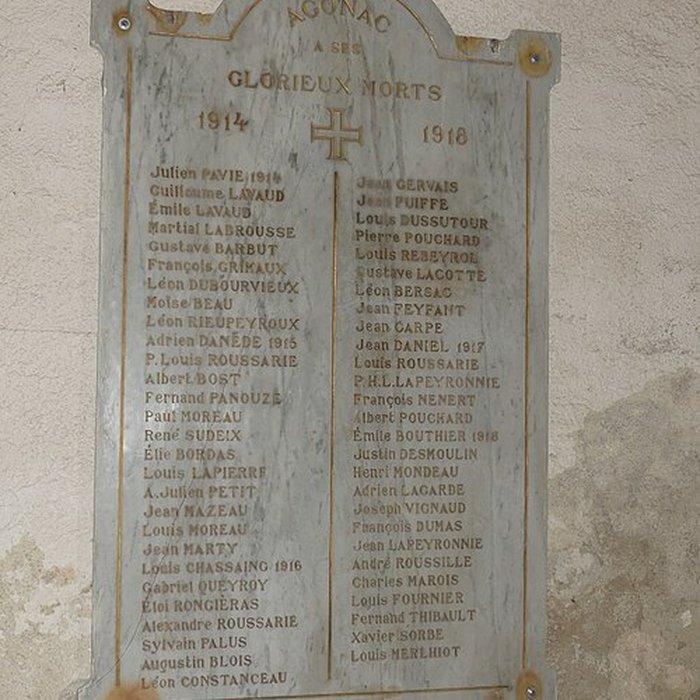 AGONAC
A SES
GLORIEUX MORTS
1914 1918
Julien PAVIE 1914
Guillaume LAVAUD
Émile LAVAUD
Martial LABROUSSE
Gustave BARBUT
François GRIMAUX
Léon DUBOURVIEUX
Moïse BEAU
Léon RIEUPEYROUX
Adrien DANÈDE 1915
P. Louis ROUSSARIE
Albert BOST
Fernand PANOUZE
Paul MOREAU
René SUDEIX
Élie BORDAS
Louis LAPIERRE
A. Julien PETIT
Jean MAZEAU
Louis MOREAU
Jean MARTY
Louis CHASSAING 1916
Gabriel QUEYROY
Éloi RONGIÈRAS
Alexandre ROUSSARIE
Sylvain PALUS
Augustin BLOIS
Léon CONSTANCEAU
Jean GERVAIS
Jean PUIFFE
Louis DUSSUTOUR
Pierre POUCHARD
Louis REBEYROL
Gustave LACOTTE
Léon BERSAC
Jean FEYFANT
Jean CARPE
Jean DANIEL 1917
Louis ROUSSARIE
P.H.L. LAPEYRONNIE
François NENERT
Albert POUCHARD
Émile BOUTHIER 1918
Justin DESMOULIN
Henri MONDEAU
Adrien LAGARDE
Joseph VIGNAUD
François DUMAS
Jean LAPEYRONNIE
André ROUSSILLE
Charles MAROIS
Louis FOURNIER
Fernand THIBAULT
Xavier SORBE
Louis MERLHIOT